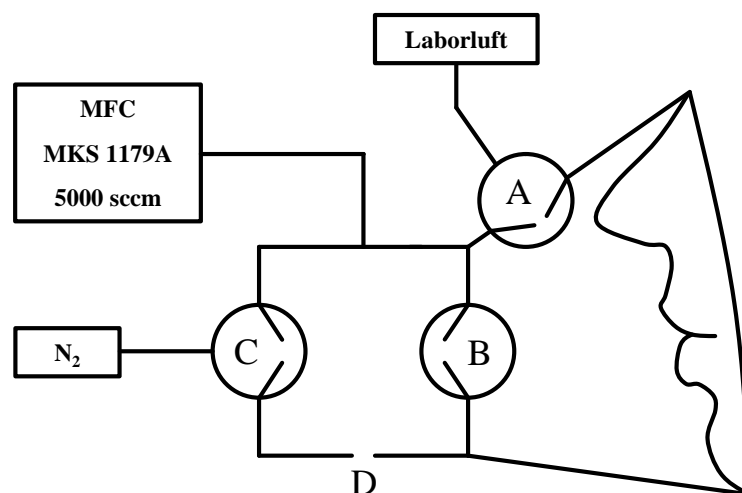 Laborluft
MFC
MKS 1179A
5000 sccm
A
N₂
C
B
D